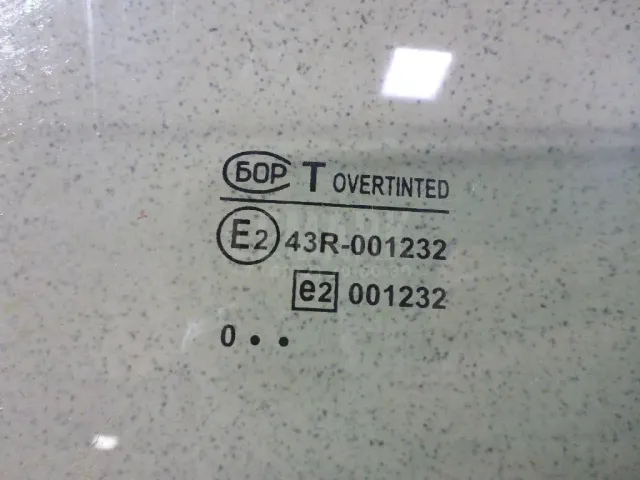 БОР T OVERTINTED
E2 43R-001232
e2 001232
0 • •